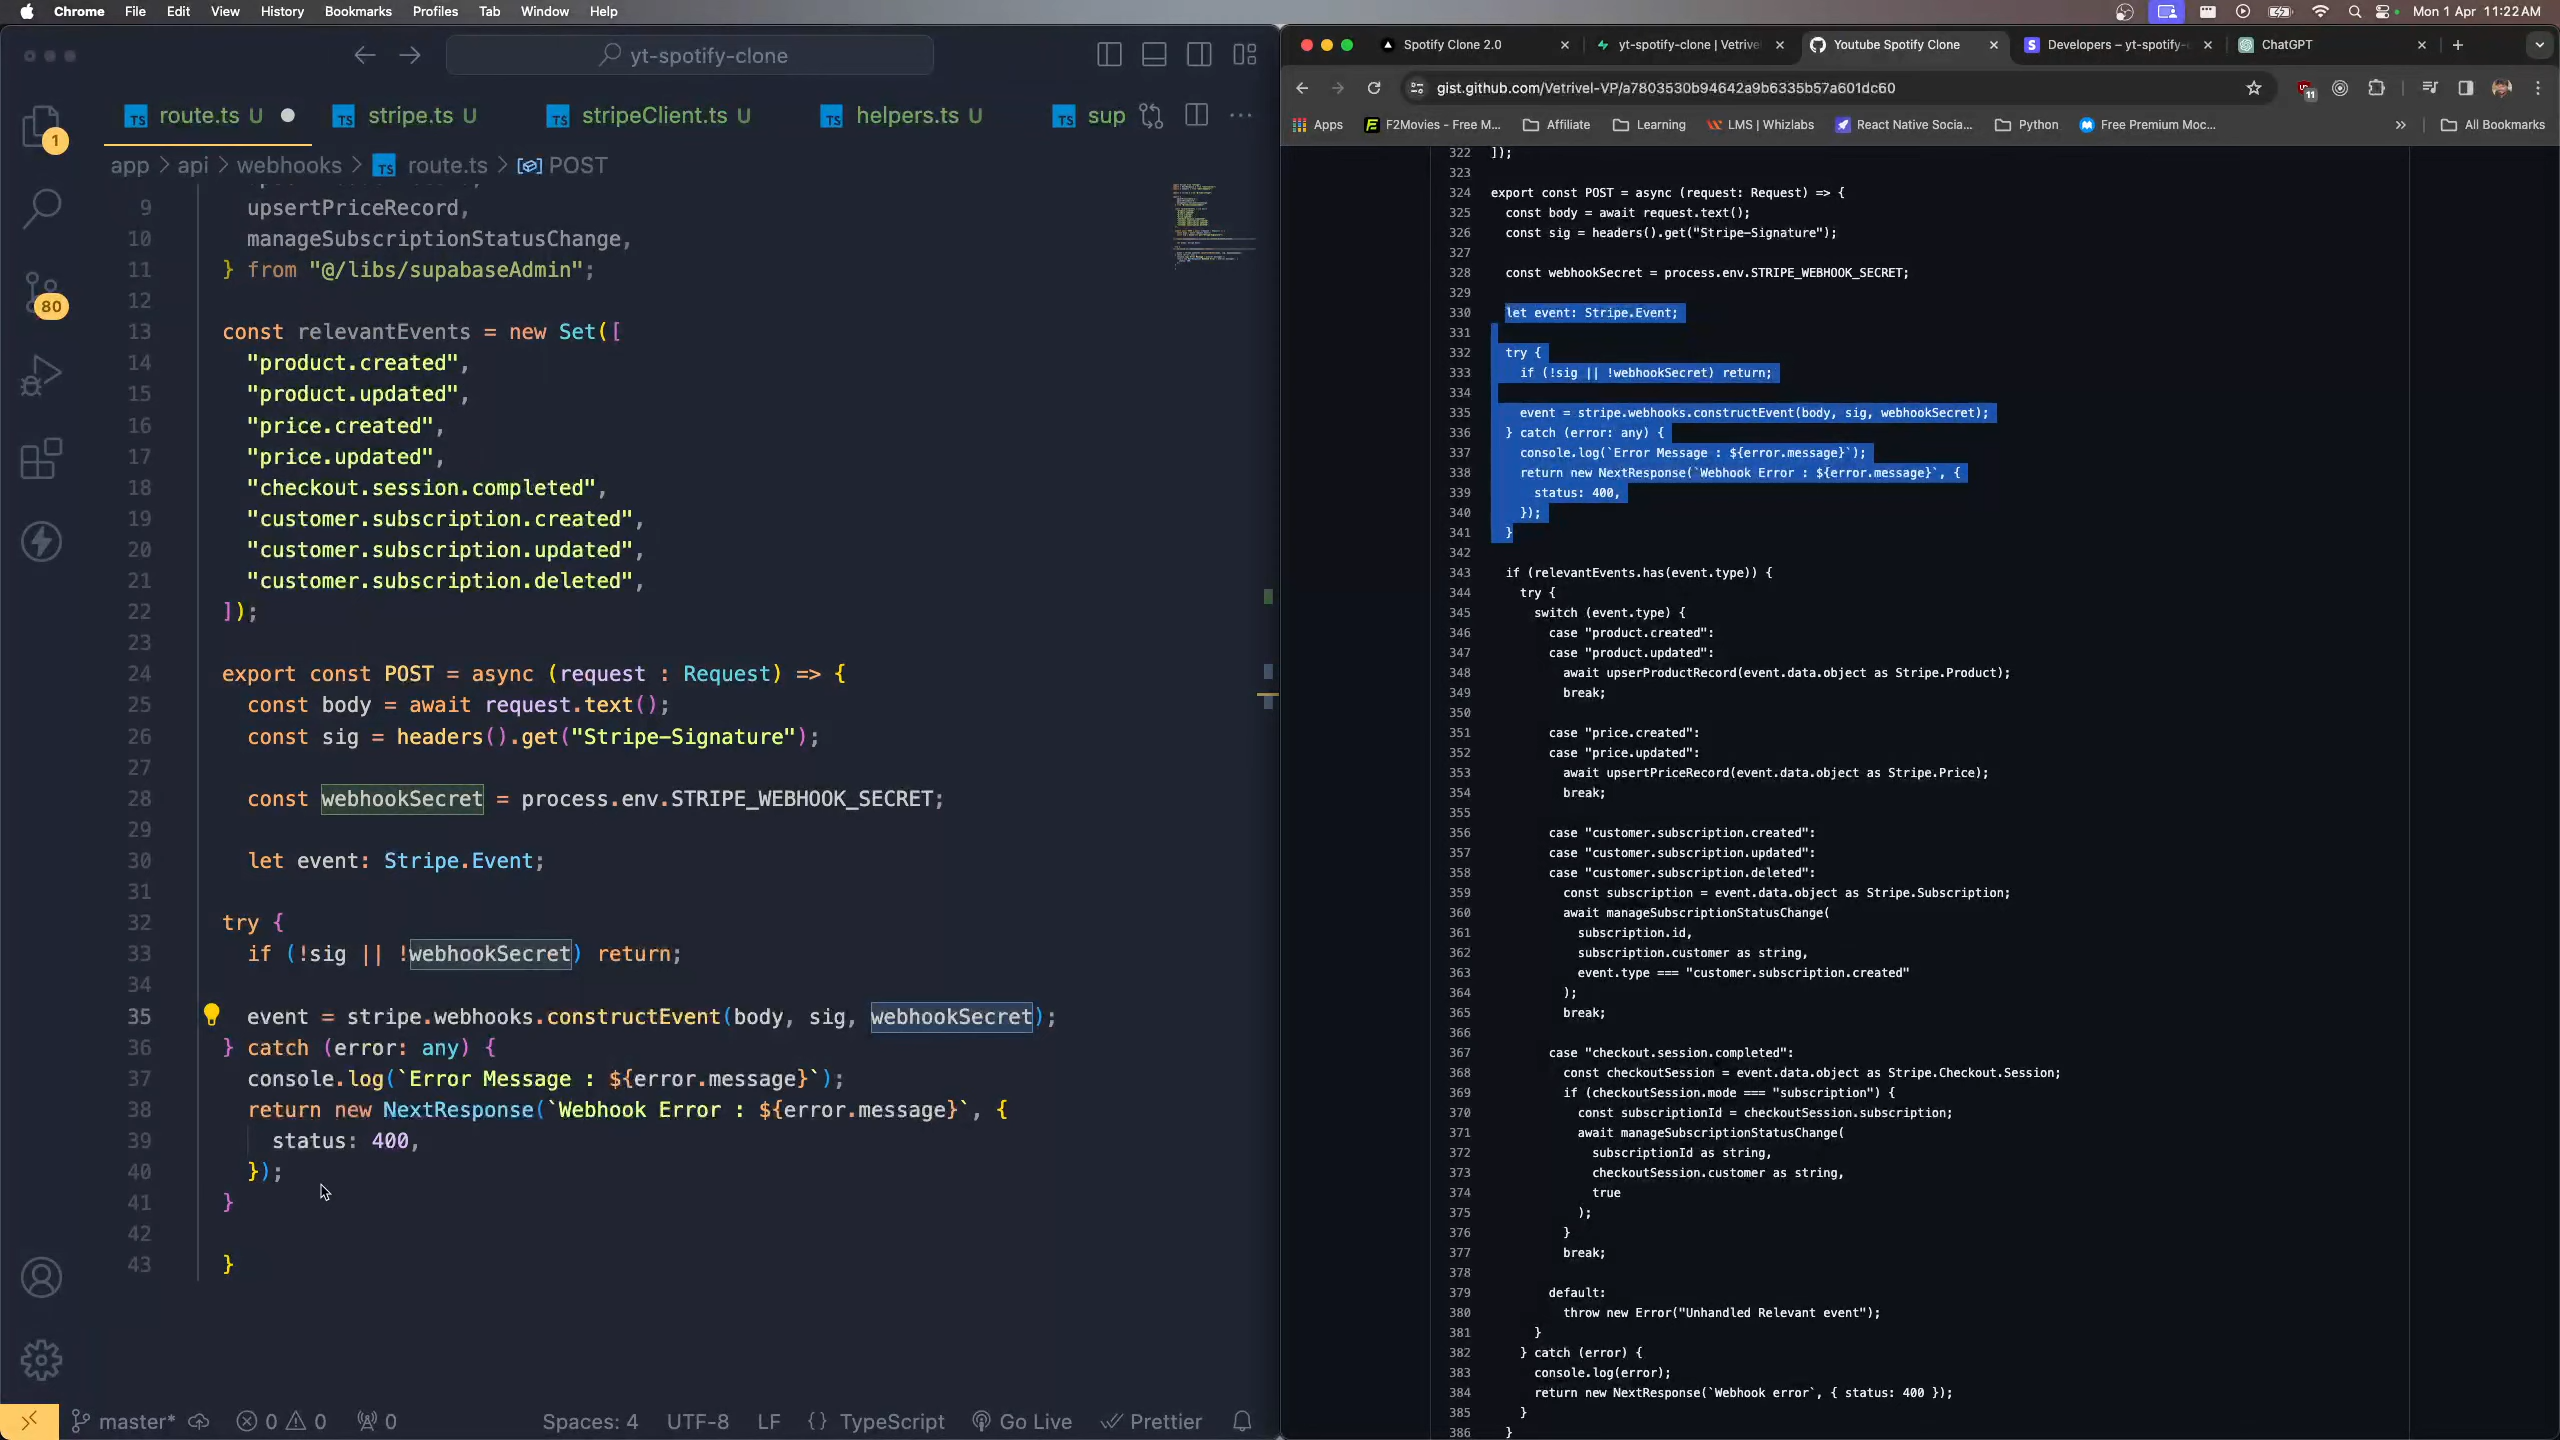 Chrome File Edit View History Bookmarks Profiles Tab Window Help
Mon 1 Apr 11:22 AM
yt-spotify-clone
route.ts U
stripe.ts U
stripeClient.ts U
helpers.ts U
sup
app > api > webhooks > route.ts > POST
1
80
9 upsertPriceRecord,
10 manageSubscriptionStatusChange,
11 } from "@/libs/supabaseAdmin";
12
13 const relevantEvents = new Set([
14 "product.created",
15 "product.updated",
16 "price.created",
17 "price.updated",
18 "checkout.session.completed",
19 "customer.subscription.created",
20 "customer.subscription.updated",
21 "customer.subscription.deleted",
22 ]);
23
24 export const POST = async (request : Request) => {
25 const body = await request.text();
26 const sig = headers().get("Stripe-Signature");
27
28 const webhookSecret = process.env.STRIPE_WEBHOOK_SECRET;
29
30 let event: Stripe.Event;
31
32 try {
33 if (!sig || !webhookSecret) return;
34
35 event = stripe.webhooks.constructEvent(body, sig, webhookSecret);
36 } catch (error: any) {
37 console.log(`Error Message : ${error.message}`);
38 return new NextResponse(`Webhook Error : ${error.message}`, {
39 status: 400,
40 });
41 }
42
43 }
master* 0 0 0 Spaces: 4 UTF-8 LF {} TypeScript Go Live Prettier
Spotify Clone 2.0
yt-spotify-clone | Vetrive
Youtube Spotify Clone
Developers – yt-spotify-
ChatGPT
gist.github.com/Vetrivel-VP/a7803530b94642a9b6335b57a601dc60
11
Apps F2Movies - Free M... Affiliate Learning LMS | Whizlabs React Native Socia... Python Free Premium Moc... » All Bookmarks
322 ]);
323
324 export const POST = async (request: Request) => {
325 const body = await request.text();
326 const sig = headers().get("Stripe-Signature");
327
328 const webhookSecret = process.env.STRIPE_WEBHOOK_SECRET;
329
330 let event: Stripe.Event;
331
332 try {
333 if (!sig || !webhookSecret) return;
334
335 event = stripe.webhooks.constructEvent(body, sig, webhookSecret);
336 } catch (error: any) {
337 console.log(`Error Message : ${error.message}`);
338 return new NextResponse(`Webhook Error : ${error.message}`, {
339 status: 400,
340 });
341 }
342
343 if (relevantEvents.has(event.type)) {
344 try {
345 switch (event.type) {
346 case "product.created":
347 case "product.updated":
348 await upserProductRecord(event.data.object as Stripe.Product);
349 break;
350
351 case "price.created":
352 case "price.updated":
353 await upsertPriceRecord(event.data.object as Stripe.Price);
354 break;
355
356 case "customer.subscription.created":
357 case "customer.subscription.updated":
358 case "customer.subscription.deleted":
359 const subscription = event.data.object as Stripe.Subscription;
360 await manageSubscriptionStatusChange(
361 subscription.id,
362 subscription.customer as string,
363 event.type === "customer.subscription.created"
364 );
365 break;
366
367 case "checkout.session.completed":
368 const checkoutSession = event.data.object as Stripe.Checkout.Session;
369 if (checkoutSession.mode === "subscription") {
370 const subscriptionId = checkoutSession.subscription;
371 await manageSubscriptionStatusChange(
372 subscriptionId as string,
373 checkoutSession.customer as string,
374 true
375 );
376 }
377 break;
378
379 default:
380 throw new Error("Unhandled Relevant event");
381 }
382 } catch (error) {
383 console.log(error);
384 return new NextResponse(`Webhook error`, { status: 400 });
385 }
386 }